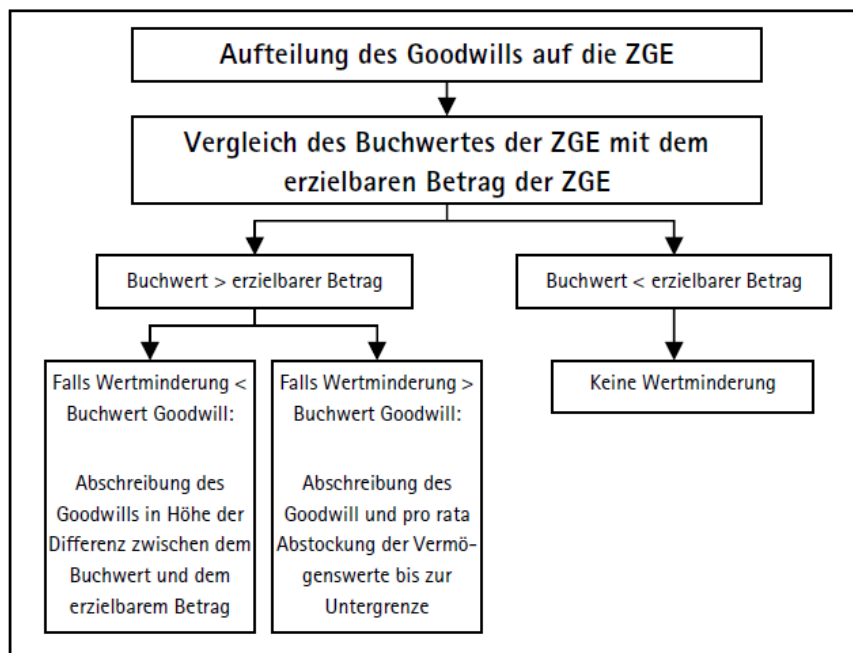 Aufteilung des Goodwills auf die ZGE
Vergleich des Buchwertes der ZGE mit dem
erzielbaren Betrag der ZGE
Buchwert > erzielbarer Betrag
Buchwert < erzielbarer Betrag
Falls Wertminderung <
Buchwert Goodwill:
Abschreibung des
Goodwills in Höhe der
Differenz zwischen dem
Buchwert und dem
erzielbarem Betrag
Falls Wertminderung >
Buchwert Goodwill:
Abschreibung des
Goodwill und pro rata
Abstockung der Vermö-
genswerte bis zur
Untergrenze
Keine Wertminderung